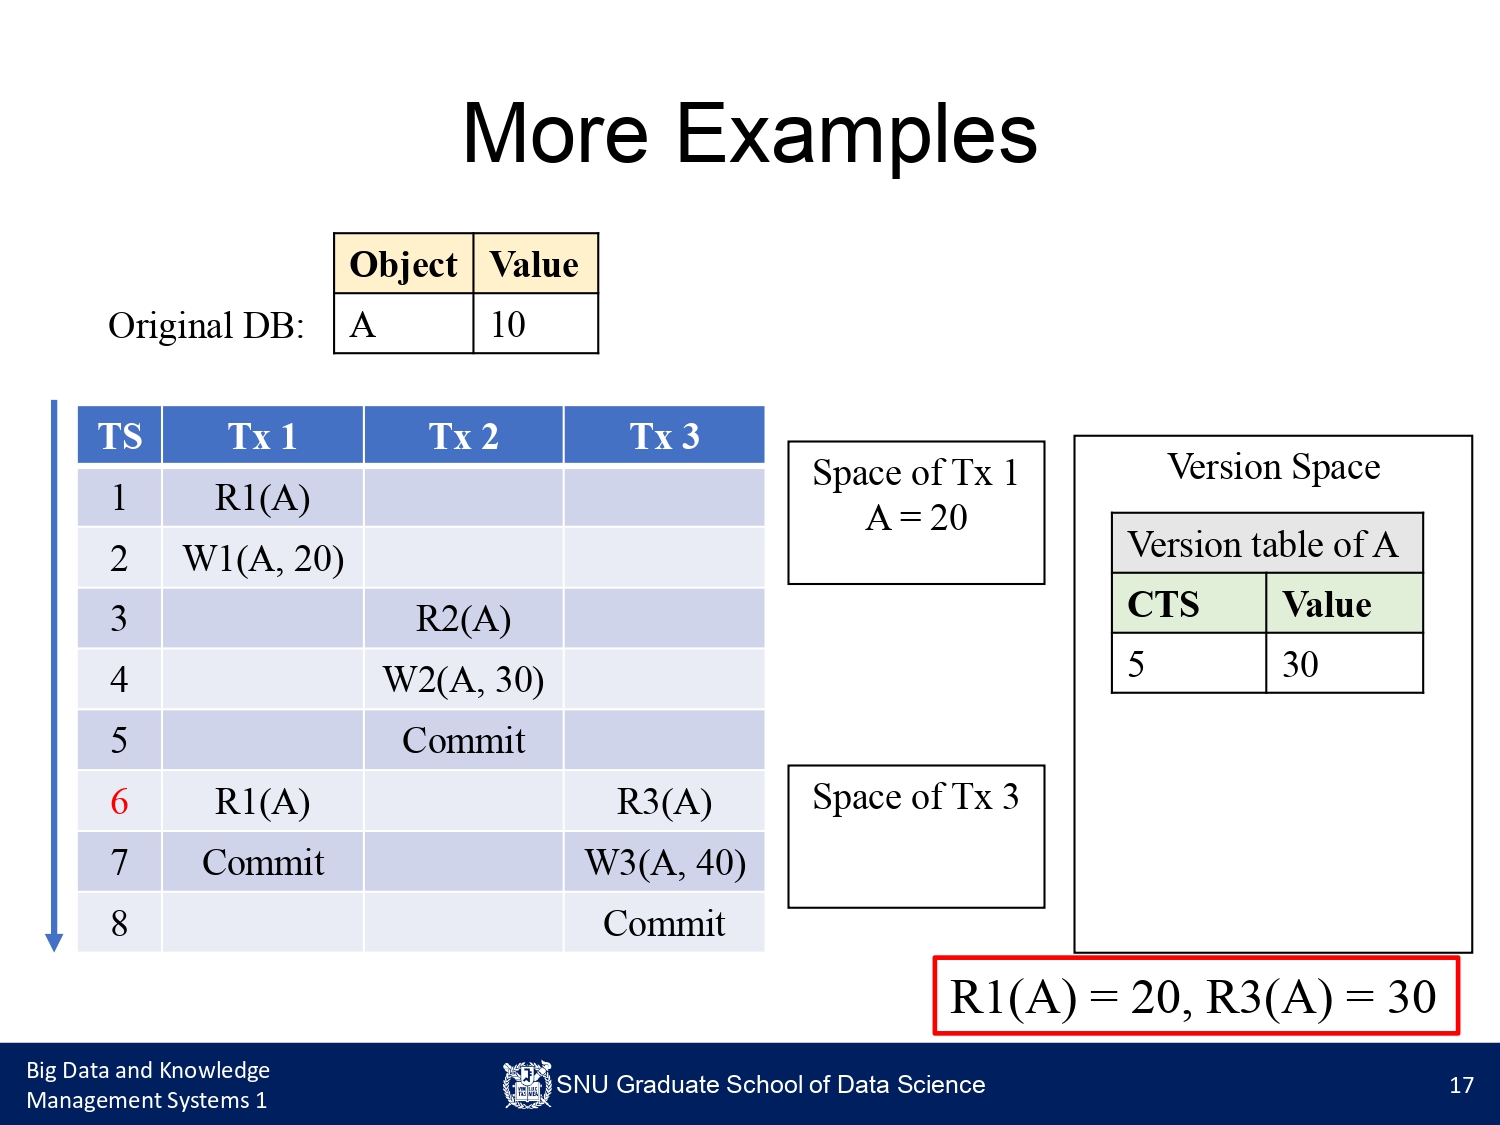 More Examples
Object Value
Original DB: A 10
TS Tx 1 Tx 2 Tx 3
1 R1(A)
2 W1(A, 20)
3 R2(A)
4 W2(A, 30)
5 Commit
6 R1(A) R3(A)
7 Commit W3(A, 40)
8 Commit
Space of Tx 1
A = 20
Space of Tx 3
Version Space
Version table of A
CTS Value
5 30
R1(A) = 20, R3(A) = 30
Big Data and Knowledge
Management Systems 1
SNU Graduate School of Data Science
17